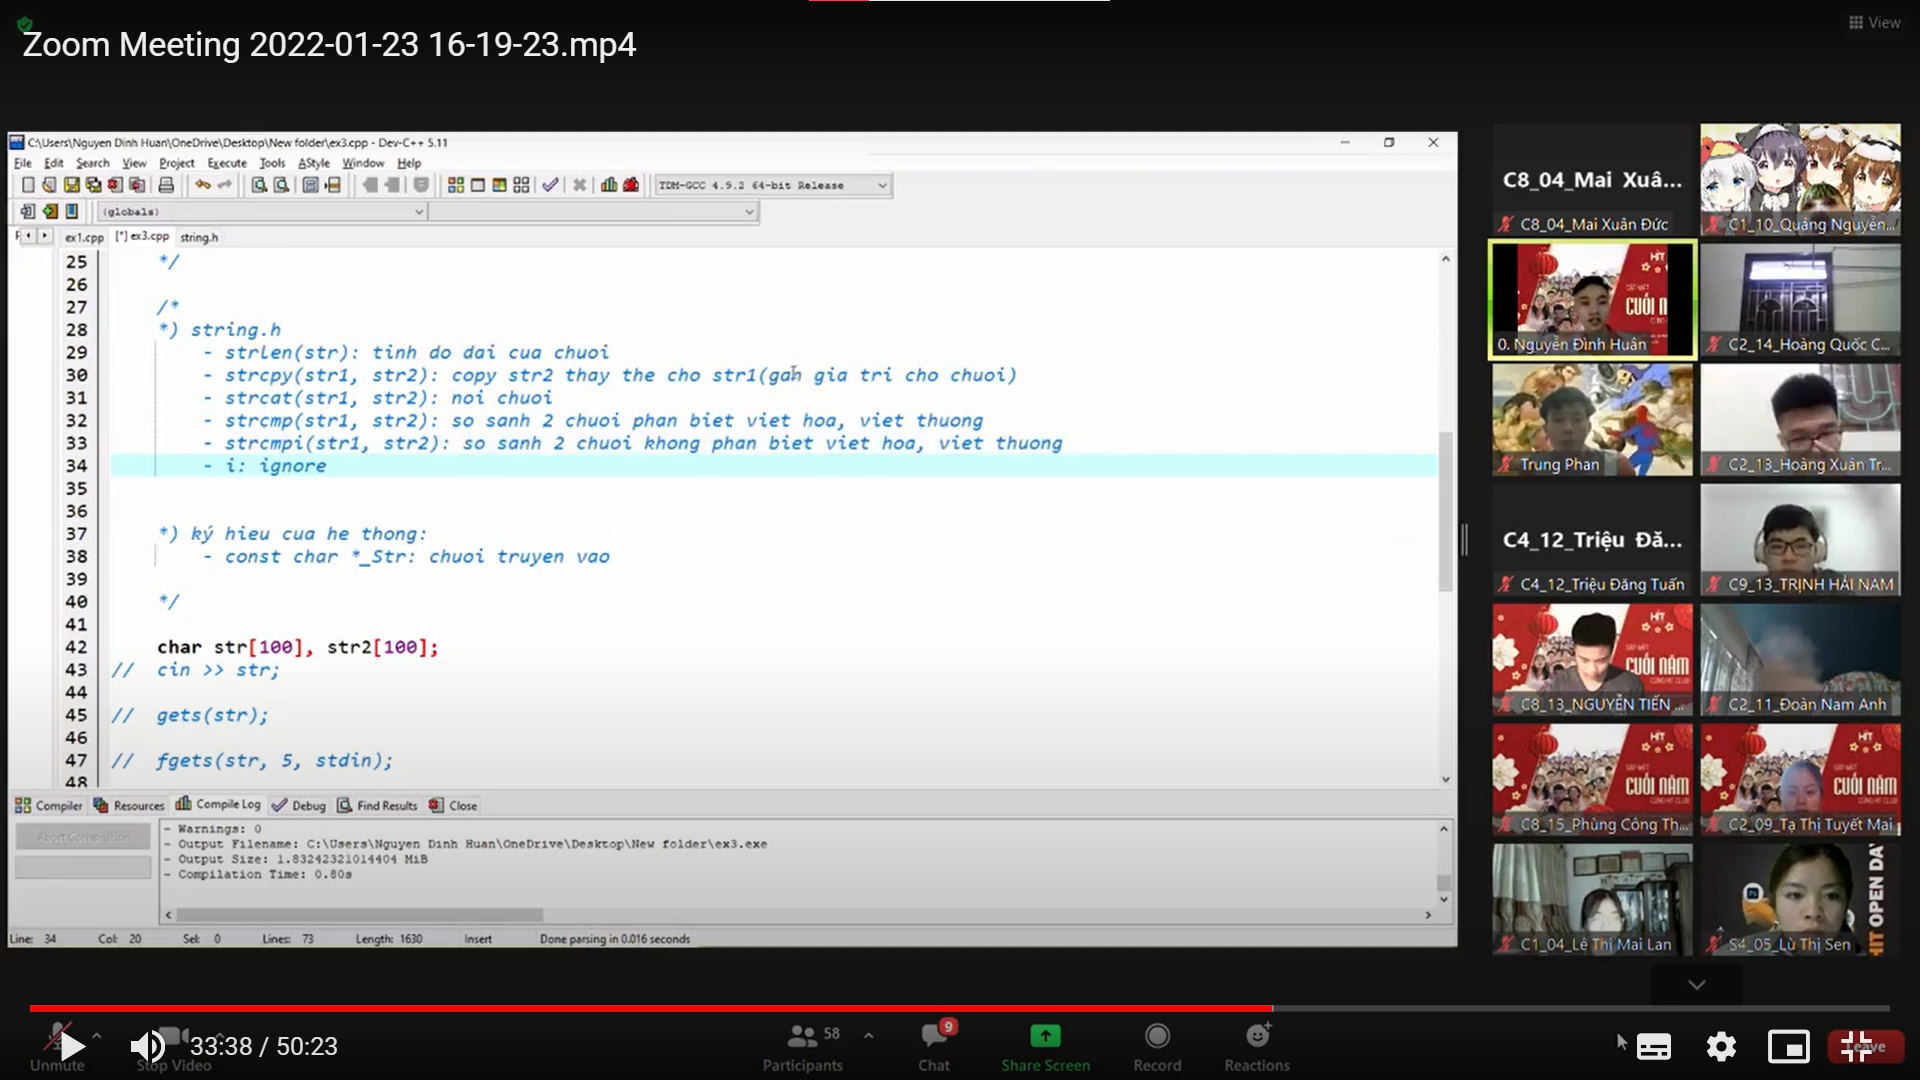 View
Zoom Meeting 2022-01-23 16-19-23.mp4
C:\Users\Nguyen Dinh Huan\OneDrive\Desktop\New folder\ex3.cpp - Dev-C++ 5.11
File Edit Search View Project Execute Tools AStyle Window Help
TDM-GCC 4.9.2 64-bit Release
(globals)
ex1.cpp [*] ex3.cpp string.h
25 */
26
27 /*
28 *) string.h
29 - strlen(str): tinh do dai cua chuoi
30 - strcpy(str1, str2): copy str2 thay the cho str1(gan gia tri cho chuoi)
31 - strcat(str1, str2): noi chuoi
32 - strcmp(str1, str2): so sanh 2 chuoi phan biet viet hoa, viet thuong
33 - strcmpi(str1, str2): so sanh 2 chuoi khong phan biet viet hoa, viet thuong
34 - i: ignore
35
36
37 *) ký hieu cua he thong:
38 - const char *_Str: chuoi truyen vao
39
40 */
41
42 char str[100], str2[100];
43 // cin >> str;
44
45 // gets(str);
46
47 // fgets(str, 5, stdin);
48
Compiler Resources Compile Log Debug Find Results Close
Abort Compilation
- Warnings: 0
- Output Filename: C:\Users\Nguyen Dinh Huan\OneDrive\Desktop\New folder\ex3.exe
- Output Size: 1.83242321014404 MiB
- Compilation Time: 0.80s
Line: 34 Col: 20 Sel: 0 Lines: 73 Length: 1630 Insert Done parsing in 0.016 seconds
C8_04_Mai Xuâ...
C8_04_Mai Xuân Đức
C1_10_Quảng Nguyễn...
HIT
CUỐI N
0. Nguyễn Đình Huân
C2_14_Hoàng Quốc C...
Trung Phan
C2_13_Hoàng Xuân Tr...
C4_12_Triệu Đă...
C4_12_Triệu Đăng Tuấn
C9_13_TRỊNH HẢI NAM
HIT
CUỐI NĂM
C8_13_NGUYỄN TIẾN ...
C2_11_Đoàn Nam Anh
HIT
CUỐI NĂM
C8_15_Phùng Công Th...
HIT
CUỐI NĂM
C2_09_Tạ Thị Tuyết Mai
C1_04_Lê Thị Mai Lan
HIT OPEN DAY
S4_05_Lù Thị Sen
33:38 / 50:23
Unmute
Stop Video
58
Participants
9
Chat
Share Screen
Record
Reactions
Leave